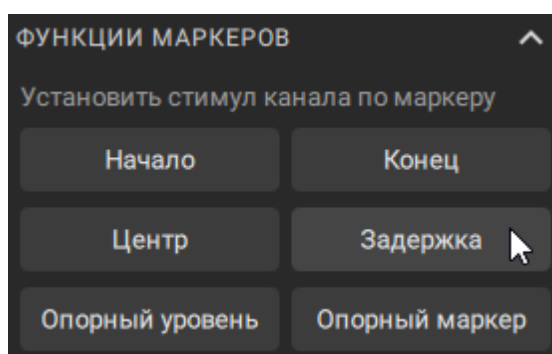 ФУНКЦИИ МАРКЕРОВ
Установить стимул канала по маркеру
Начало Конец
Центр Задержка
Опорный уровень Опорный маркер